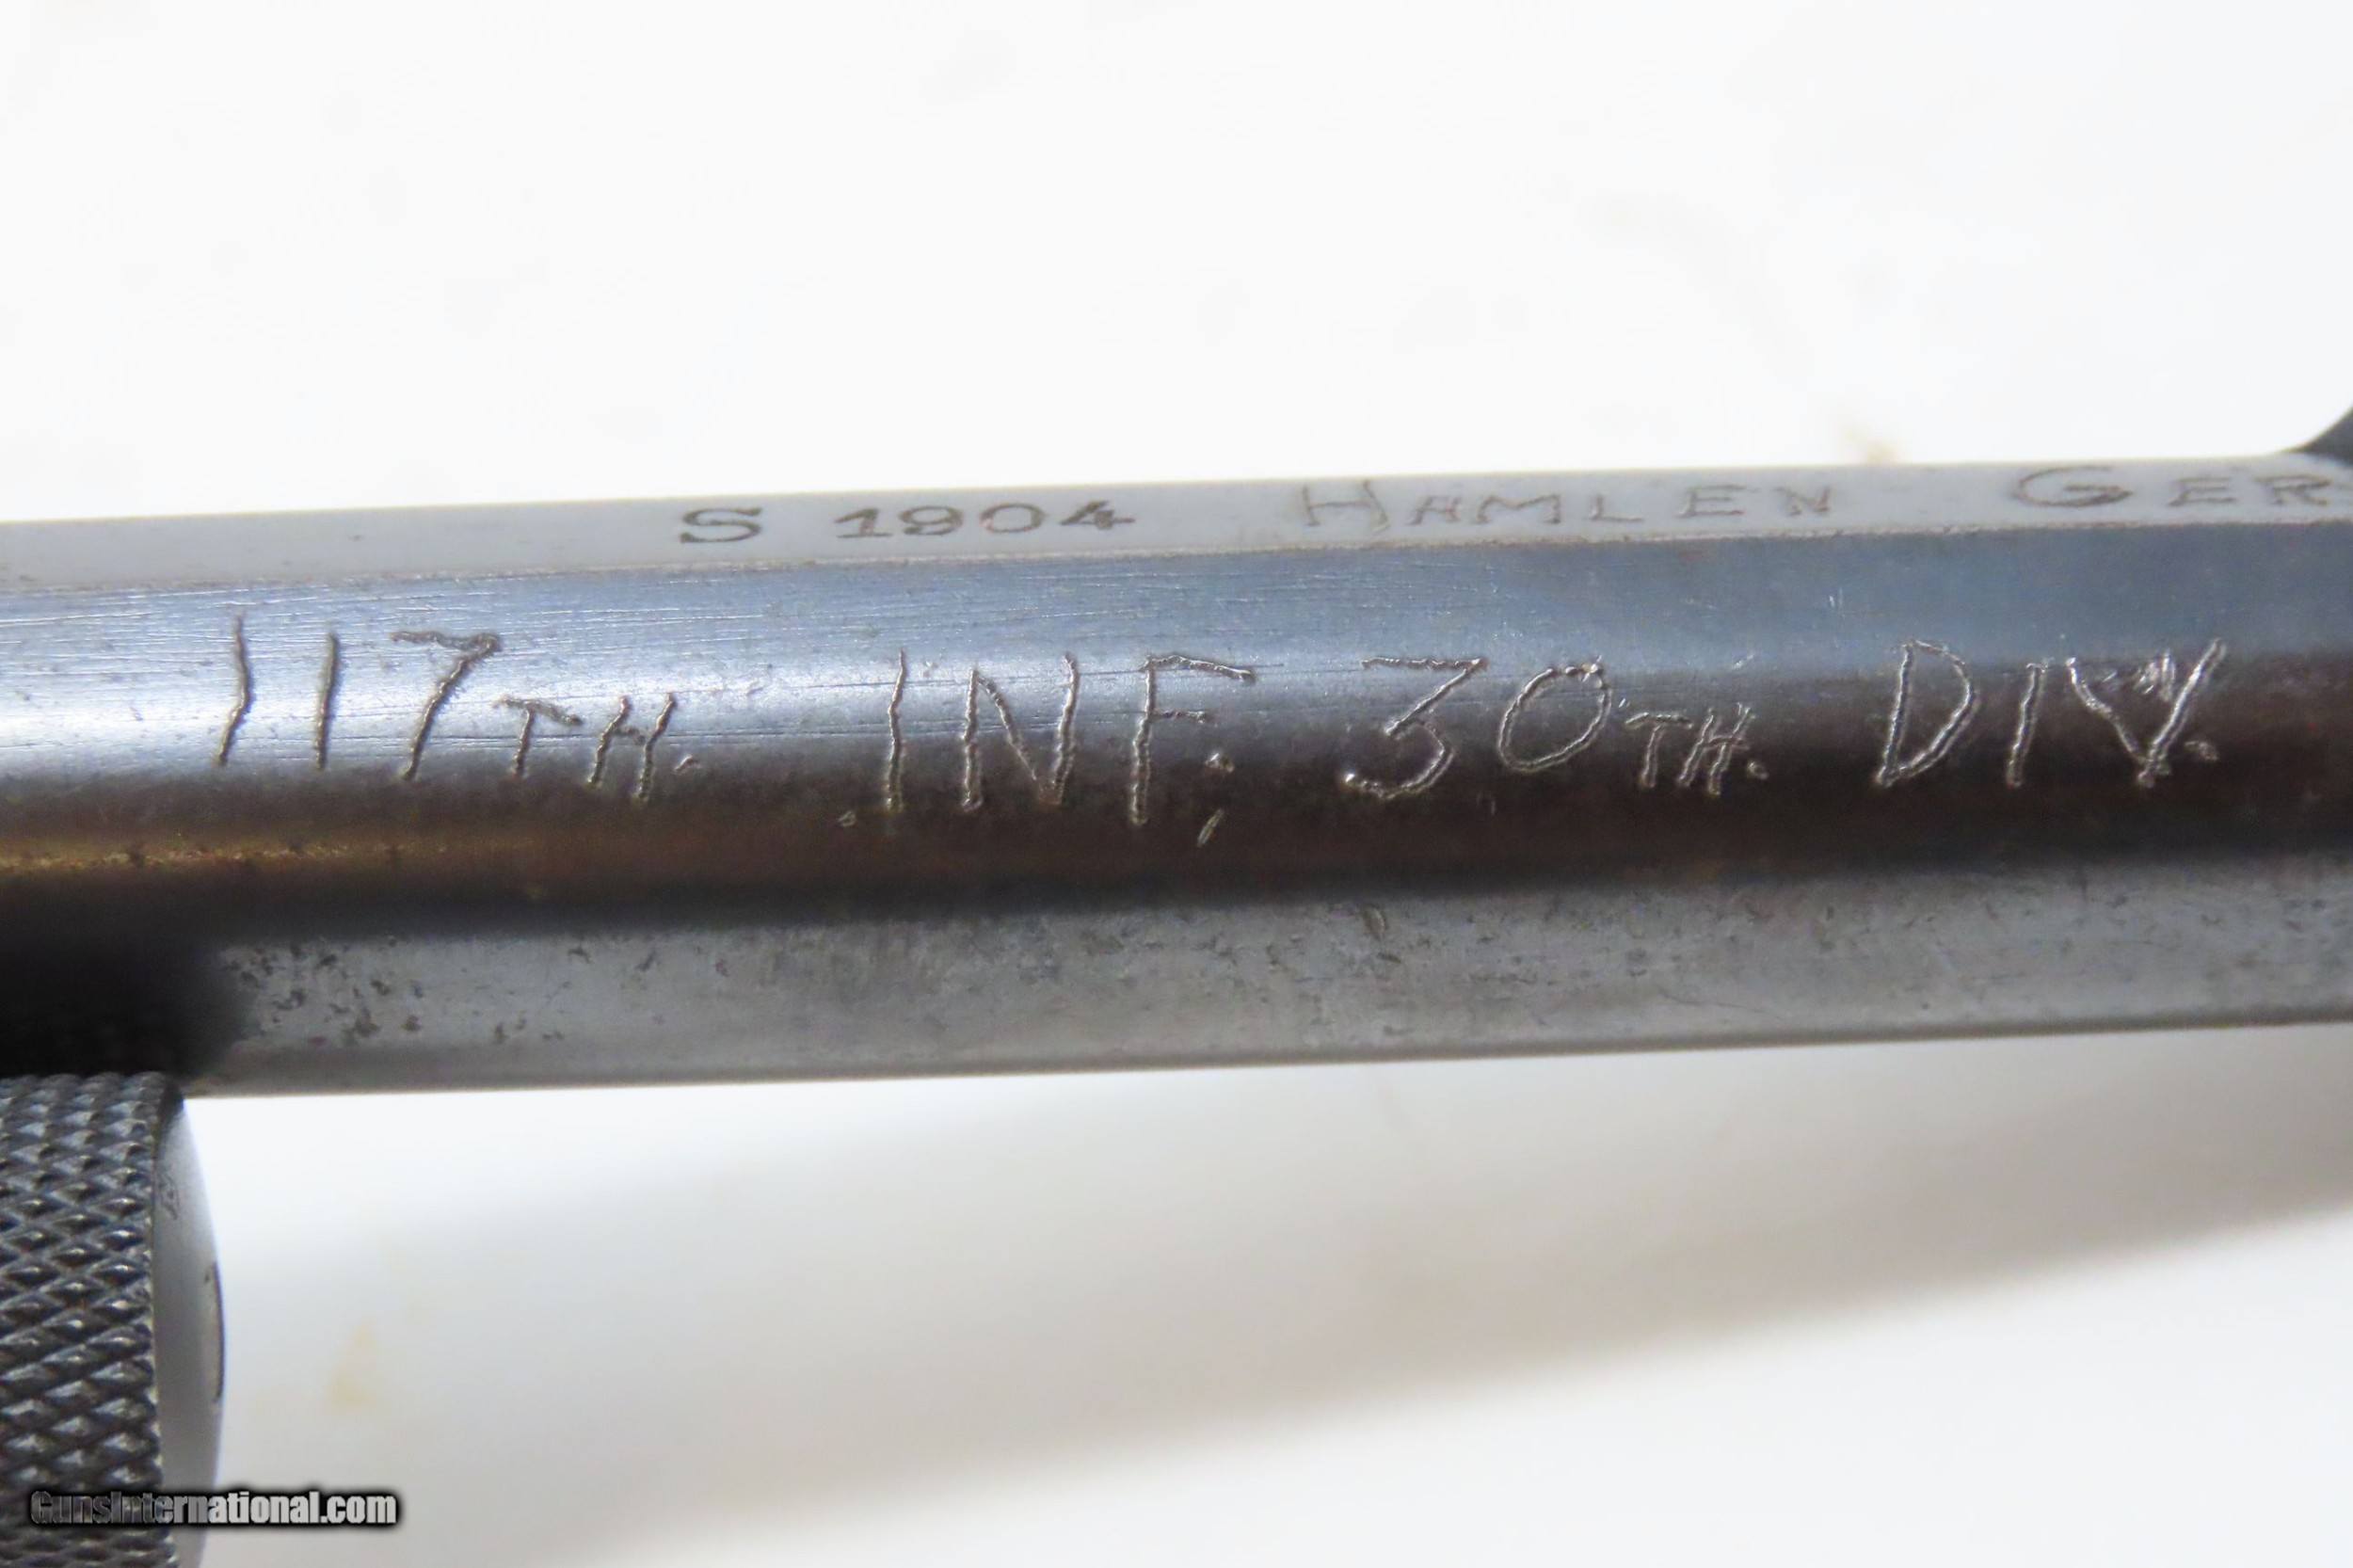 S 1904 HAMLEN GER
117TH. INF. 30TH. DIV.
GunsInternational.com